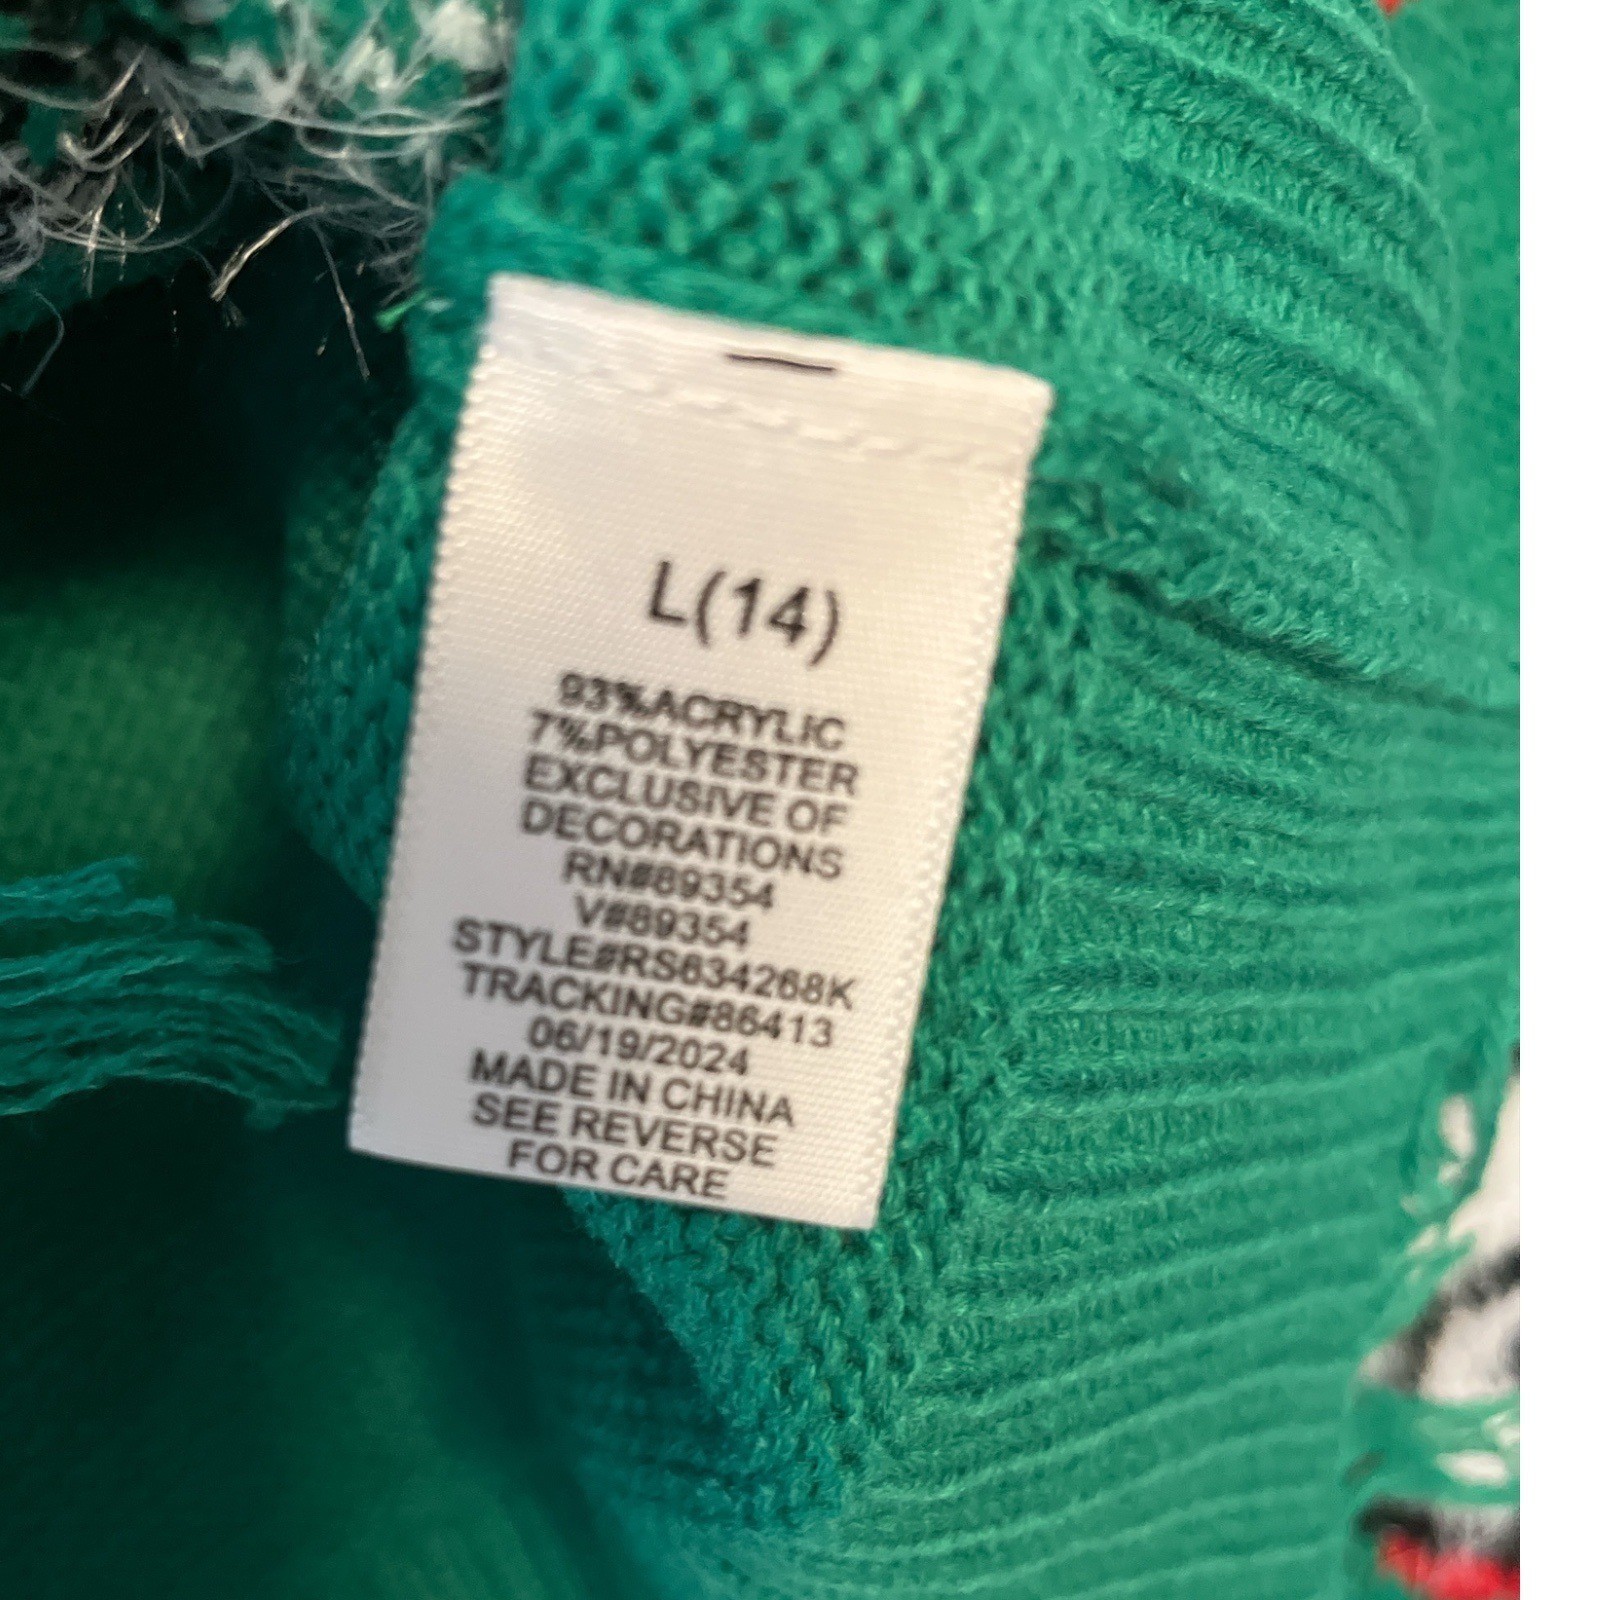 L(14)
93%ACRYLIC
7%POLYESTER
EXCLUSIVE OF
DECORATIONS
RN#89354
V#89354
STYLE#RS634268K
TRACKING#86413
06/19/2024
MADE IN CHINA
SEE REVERSE
FOR CARE